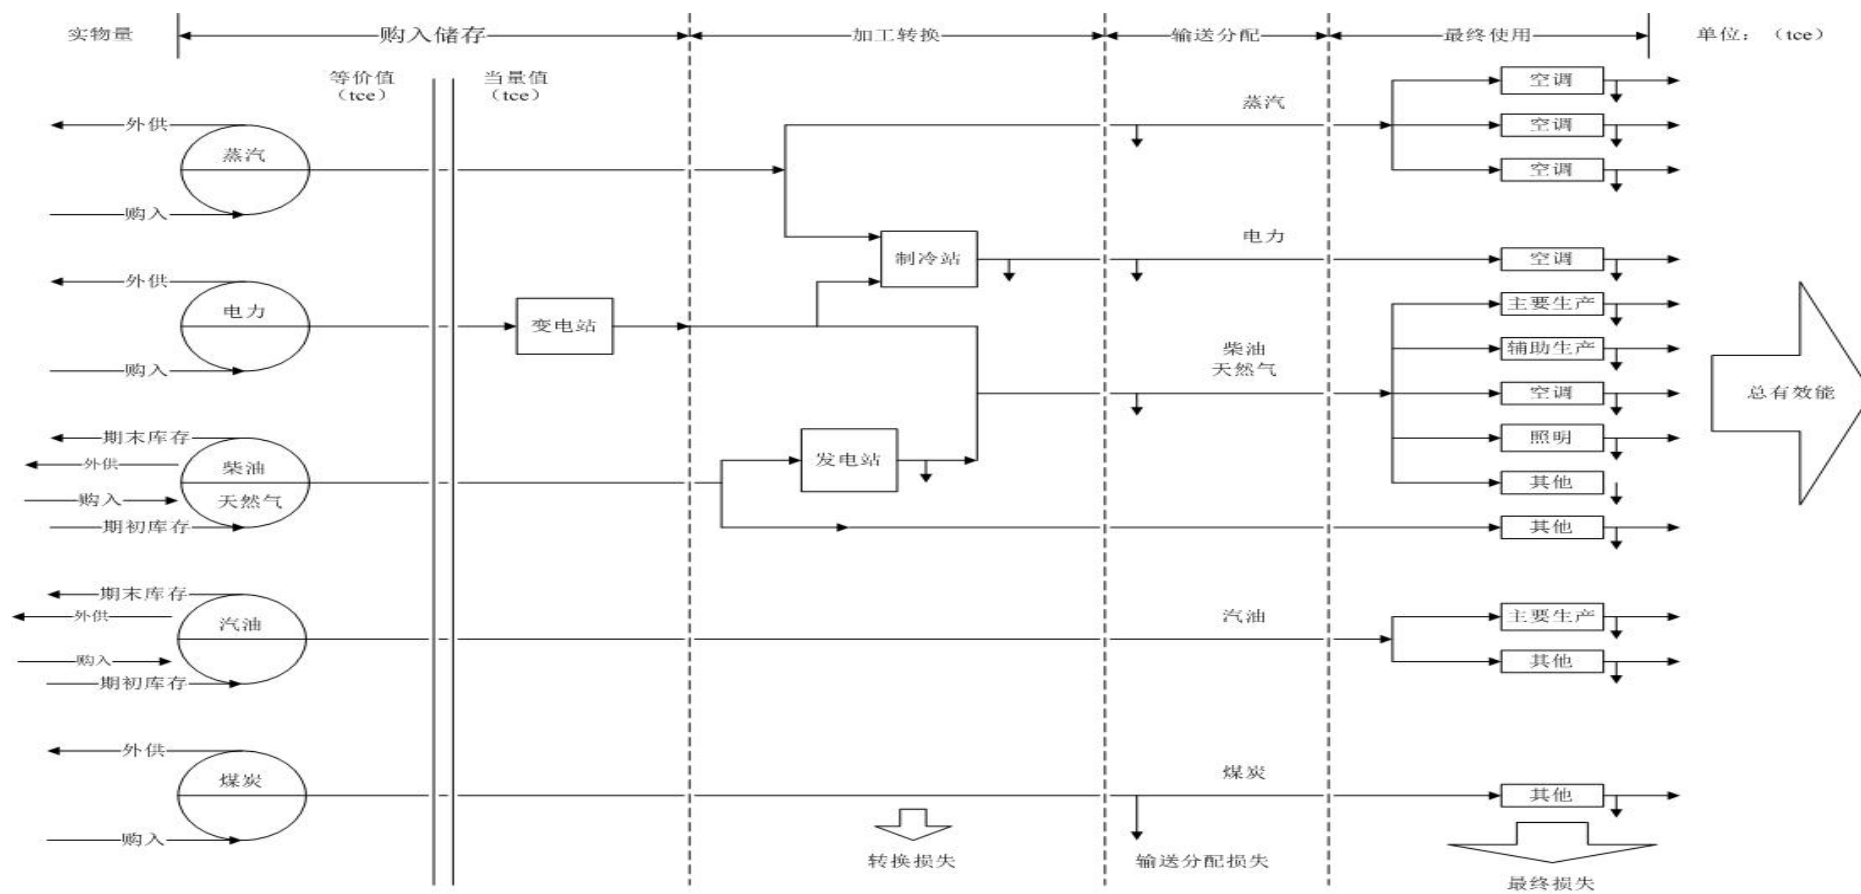 实物量
购入储存
加工转换
输送分配
最终使用
单位：（tce）
等价值
（tce）
当量值
（tce）
外供
蒸汽
购入
蒸汽
空调
空调
空调
外供
电力
购入
变电站
制冷站
电力
空调
期末库存
外供
柴油
天然气
购入
期初库存
发电站
柴油
天然气
主要生产
辅助生产
空调
照明
其他
其他
总有效能
期末库存
外供
汽油
购入
期初库存
汽油
主要生产
其他
外供
煤炭
购入
煤炭
其他
转换损失
输送分配损失
最终损失